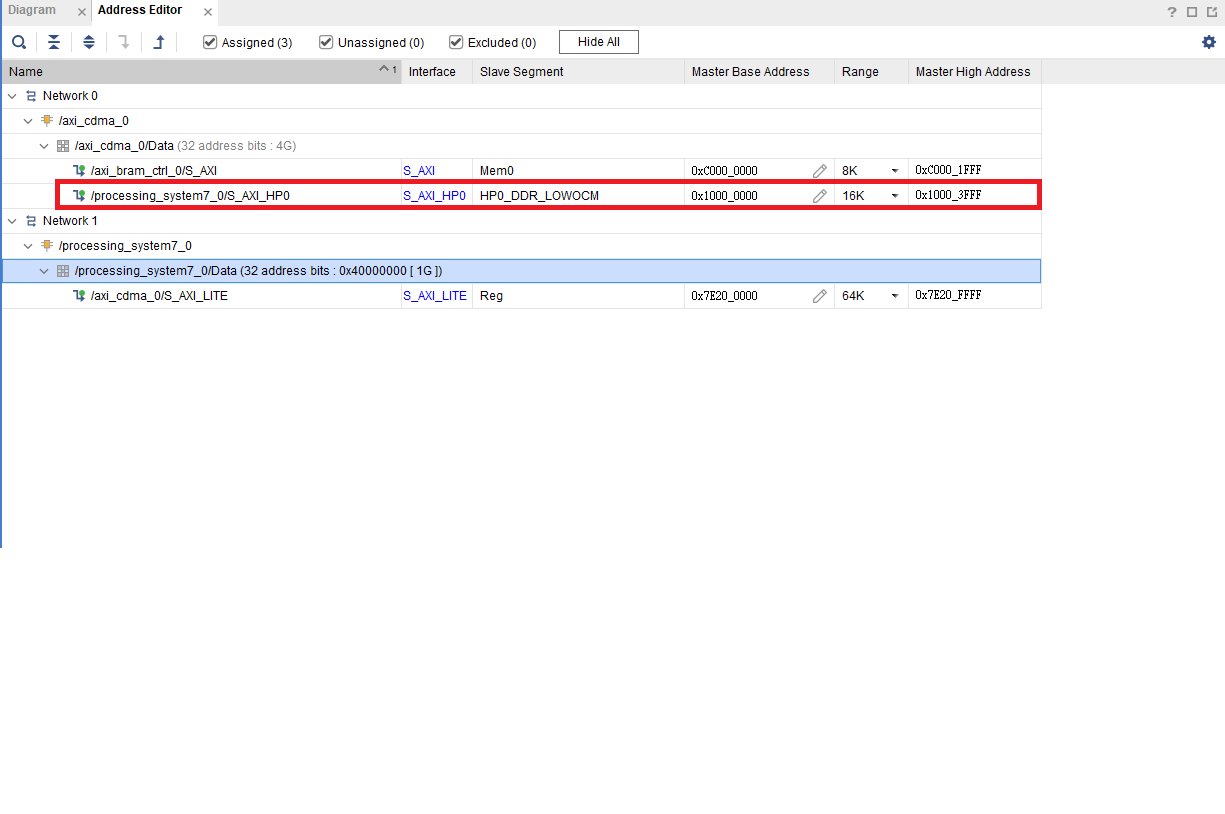 Diagram Address Editor
Assigned (3) Unassigned (0) Excluded (0) Hide All
Name 1 Interface Slave Segment Master Base Address Range Master High Address
Network 0
/axi_cdma_0
/axi_cdma_0/Data (32 address bits : 4G)
/axi_bram_ctrl_0/S_AXI S_AXI Mem0 0xC000_0000 8K 0xC000_1FFF
/processing_system7_0/S_AXI_HP0 S_AXI_HP0 HP0_DDR_LOWOCM 0x1000_0000 16K 0x1000_3FFF
Network 1
/processing_system7_0
/processing_system7_0/Data (32 address bits : 0x40000000 [ 1G ])
/axi_cdma_0/S_AXI_LITE S_AXI_LITE Reg 0x7E20_0000 64K 0x7E20_FFFF